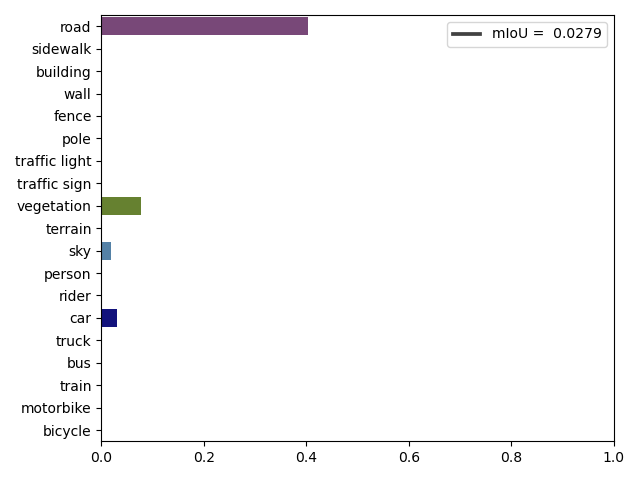 road
mIoU =  0.0279
sidewalk
building
wall
fence
pole
traffic light
traffic sign
vegetation
terrain
sky
person
rider
car
truck
bus
train
motorbike
bicycle
0.0 0.2 0.4 0.6 0.8 1.0